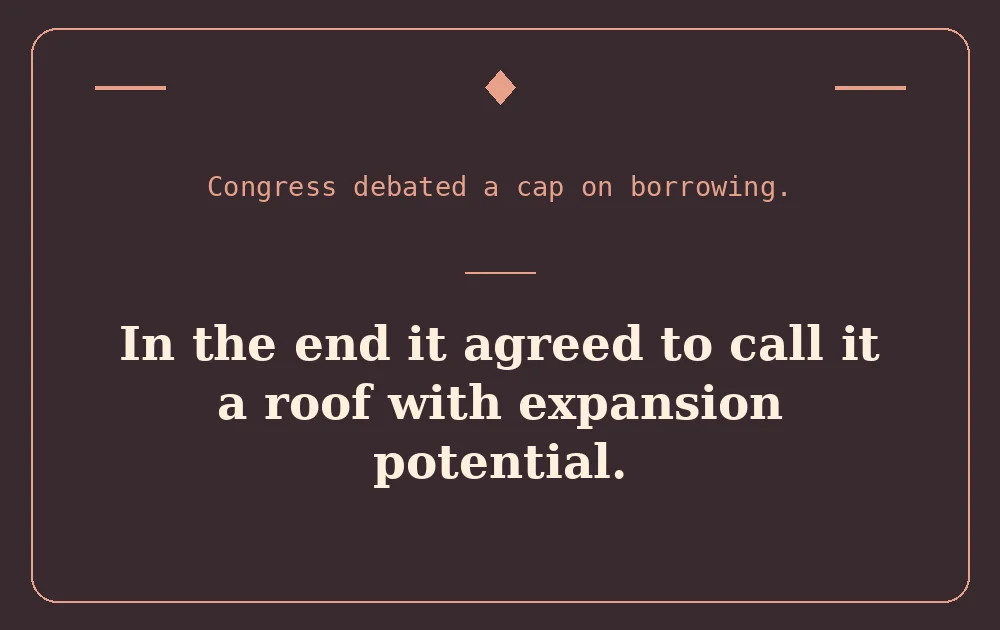 Congress debated a cap on borrowing.
In the end it agreed to call it
a roof with expansion
potential.